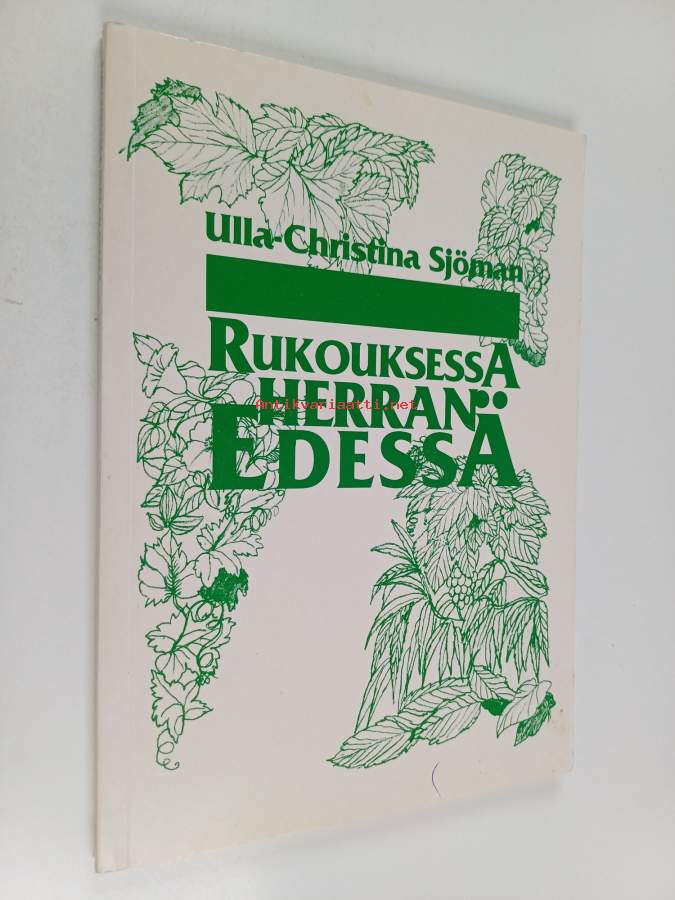 Ulla-Christina Sjöman
RUKOUKSESSA
HERRAN
Antikvariaatti.net
EDESSÄ